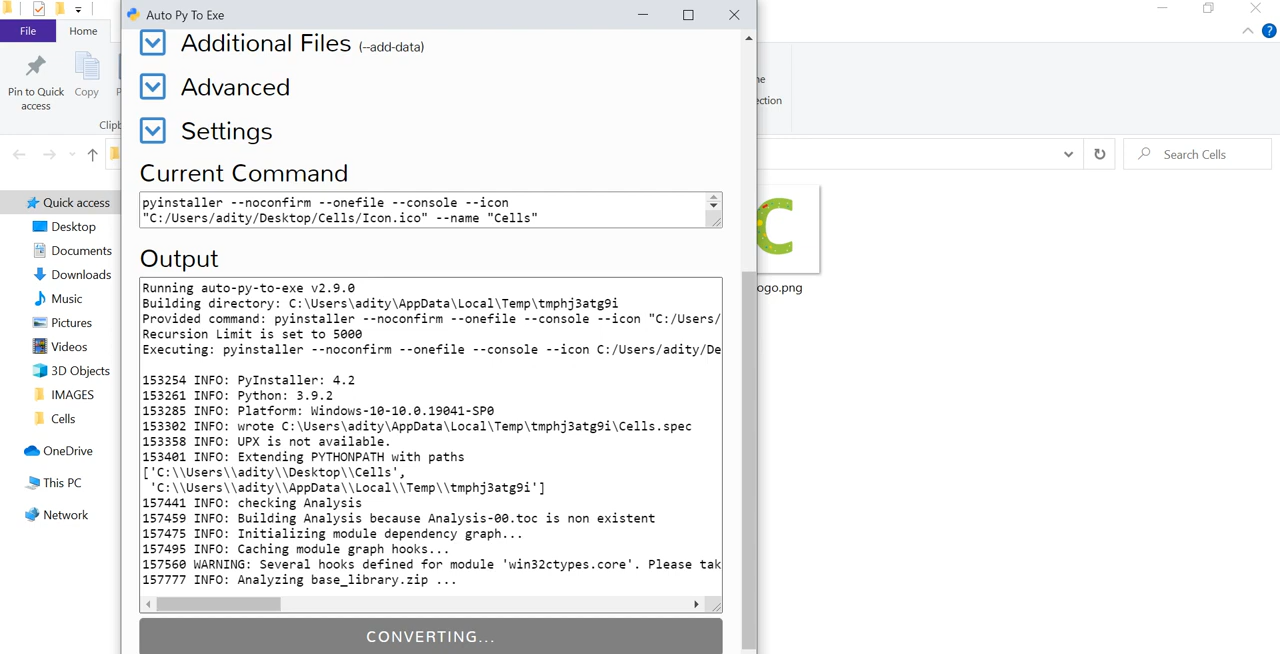 Auto Py To Exe
File
Home
Pin to Quick
access
Copy
P
Clipb
ne
ection
Search Cells
Quick access
Desktop
Documents
Downloads
Music
Pictures
Videos
3D Objects
IMAGES
Cells
OneDrive
This PC
Network
Additional Files (--add-data)
Advanced
Settings
Current Command
pyinstaller --noconfirm --onefile --console --icon
"C:/Users/adity/Desktop/Cells/Icon.ico" --name "Cells"
Output
Running auto-py-to-exe v2.9.0
Building directory: C:\Users\adity\AppData\Local\Temp\tmphj3atg9i
Provided command: pyinstaller --noconfirm --onefile --console --icon "C:/Users/
Recursion Limit is set to 5000
Executing: pyinstaller --noconfirm --onefile --console --icon C:/Users/adity/De
153254 INFO: PyInstaller: 4.2
153261 INFO: Python: 3.9.2
153285 INFO: Platform: Windows-10-10.0.19041-SP0
153302 INFO: wrote C:\Users\adity\AppData\Local\Temp\tmphj3atg9i\Cells.spec
153358 INFO: UPX is not available.
153401 INFO: Extending PYTHONPATH with paths
['C:\\Users\\adity\\Desktop\\Cells',
'C:\\Users\\adity\\AppData\\Local\\Temp\\tmphj3atg9i']
157441 INFO: checking Analysis
157459 INFO: Building Analysis because Analysis-00.toc is non existent
157475 INFO: Initializing module dependency graph...
157495 INFO: Caching module graph hooks...
157560 WARNING: Several hooks defined for module 'win32ctypes.core'. Please tak
157777 INFO: Analyzing base_library.zip ...
CONVERTING...
C
ogo.png